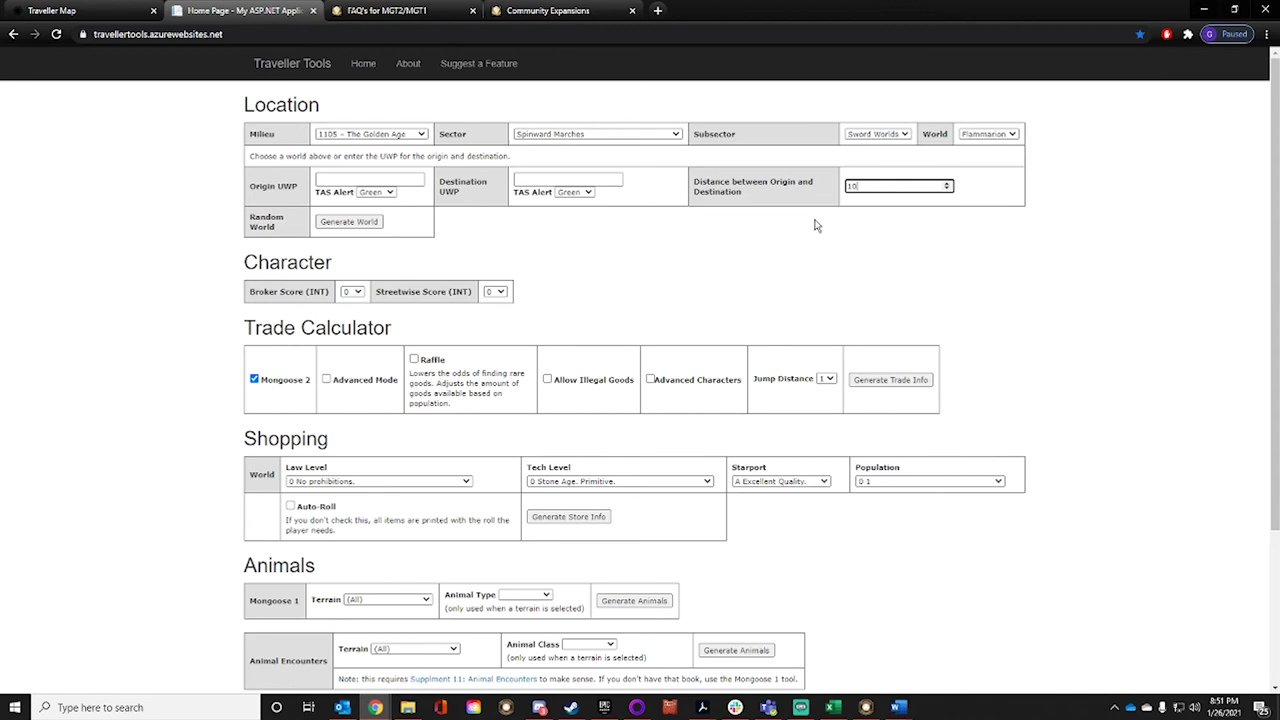 Traveller Map
Home Page - My ASP.NET Applic
FAQ's for MGT2/MGT1
Community Expansions
travellertools.azurewebsites.net
G Paused
Traveller Tools Home About Suggest a Feature
Location
Milieu 1105 - The Golden Age Sector Spinward Marches Subsector Sword Worlds World Flammarion
Choose a world above or enter the UWP for the origin and destination.
Origin UWP
TAS Alert Green
Destination UWP
TAS Alert Green
Distance between Origin and Destination
10
Random World
Generate World
Character
Broker Score (INT) 0 Streetwise Score (INT) 0
Trade Calculator
Mongoose 2 Advanced Mode
Raffle
Lowers the odds of finding rare
goods. Adjusts the amount of
goods available based on
population.
Allow Illegal Goods Advanced Characters Jump Distance 1 Generate Trade Info
Shopping
World
Law Level
0 No prohibitions.
Tech Level
0 Stone Age. Primitive.
Starport
A Excellent Quality.
Population
0 1
Auto-Roll
If you don't check this, all items are printed with the roll the
player needs.
Generate Store Info
Animals
Mongoose 1 Terrain (All) Animal Type
(only used when a terrain is selected)
Generate Animals
Animal Encounters Terrain (All) Animal Class
(only used when a terrain is selected)
Generate Animals
Note: this requires Supplment 11: Animal Encounters to make sense. If you don't have that book, use the Mongoose 1 tool.
Type here to search
8:51 PM
1/26/2021
25